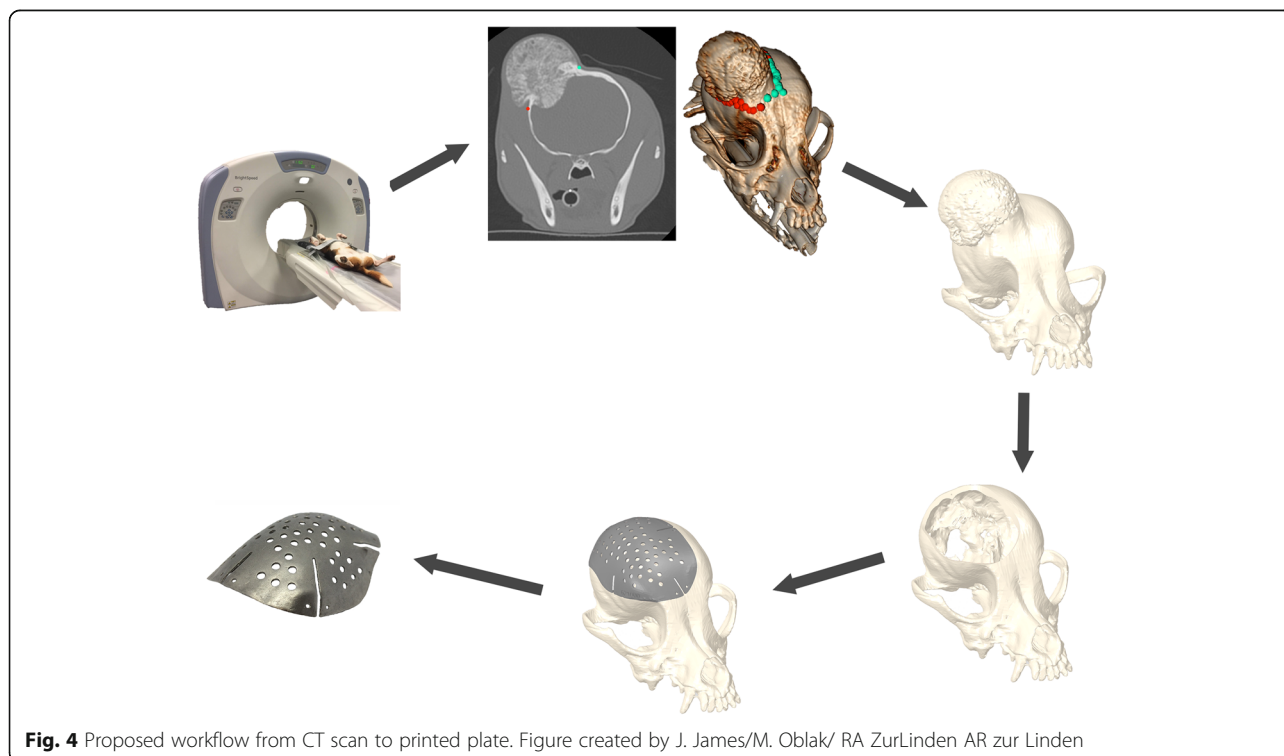 BrightSpeed
Fig. 4 Proposed workflow from CT scan to printed plate. Figure created by J. James/M. Oblak/ RA ZurLinden AR zur Linden